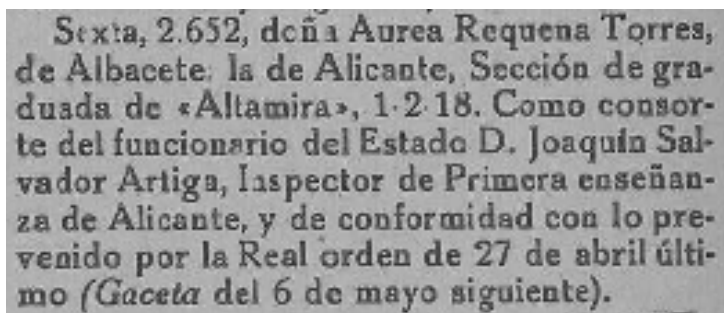 Sexta, 2.652, doña Aurea Requena Torres,
de Albacete: la de Alicante, Sección de gra-
duada de «Altamira», 1-2-18. Como consor-
te del funcionario del Estado D. Joaquín Sal-
vador Artiga, Inspector de Primera enseñan-
za de Alicante, y de conformidad con lo pre-
venido por la Real orden de 27 de abril últi-
mo (Gaceta del 6 de mayo siguiente).